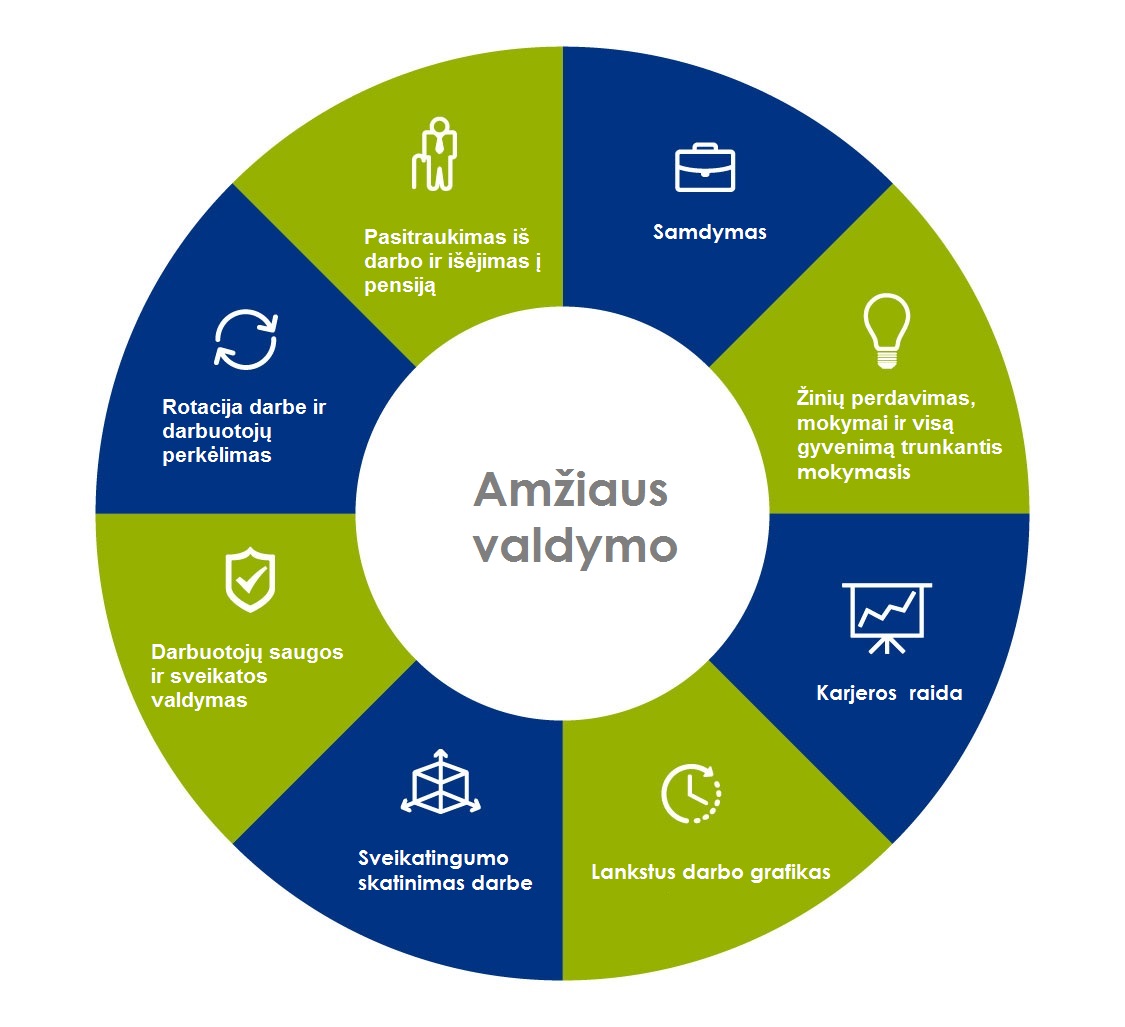 Amžiaus
valdymo
Samdymas
Žinių perdavimas,
mokymai ir visą
gyvenimą trunkantis
mokymasis
Karjeros  raida
Lankstus darbo grafikas
Sveikatingumo
skatinimas darbe
Darbuotojų saugos
ir sveikatos
valdymas
Rotacija darbe ir
darbuotojų
perkėlimas
Pasitraukimas iš
darbo ir išėjimas į
pensiją